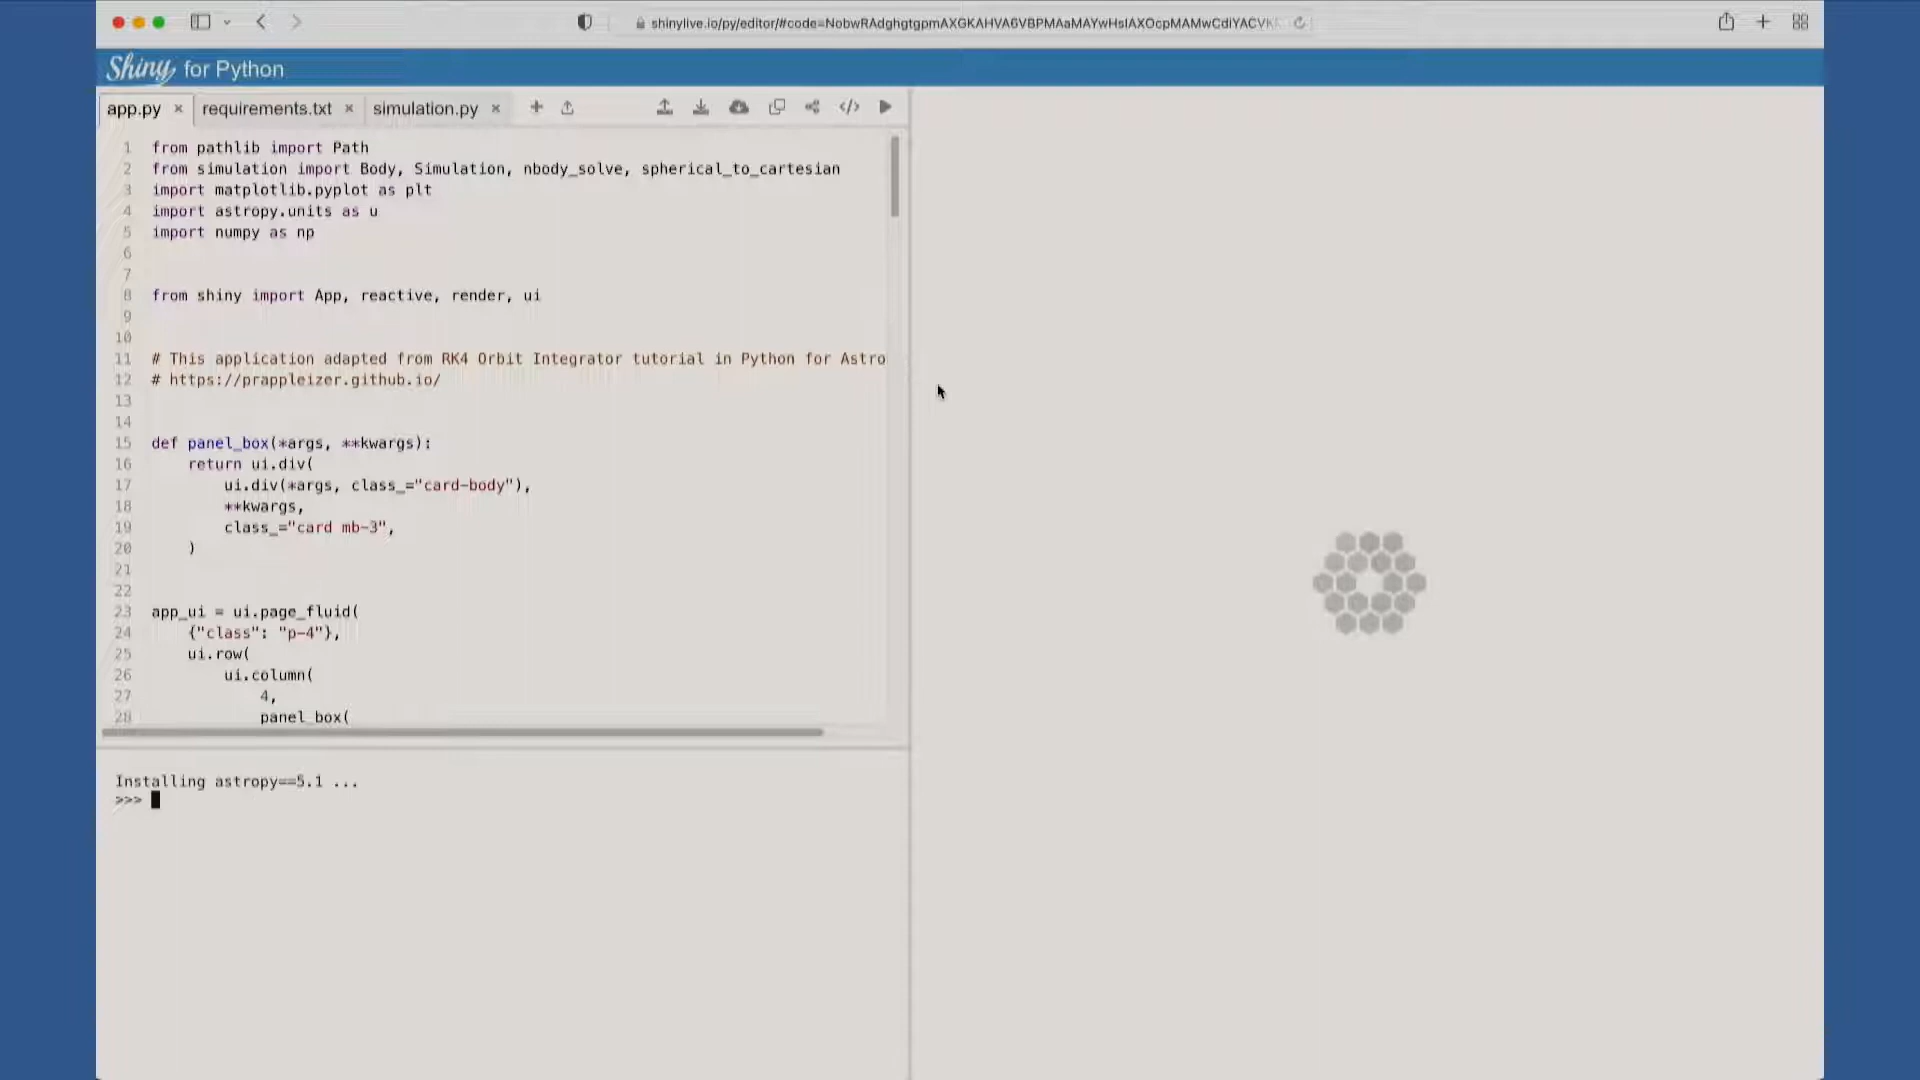 shinylive.io/py/editor/#code=
Shiny for Python
app.py × requirements.txt × simulation.py ×
1 from pathlib import Path
2 from simulation import Body, Simulation, nbody_solve, spherical_to_cartesian
3 import matplotlib.pyplot as plt
4 import astropy.units as u
5 import numpy as np
6
7
8 from shiny import App, reactive, render, ui
9
10
11 # This application adapted from RK4 Orbit Integrator tutorial in Python for Astro
12 # https://prappleizer.github.io/
13
14
15 def panel_box(*args, **kwargs):
16 return ui.div(
17 ui.div(*args, class_="card-body"),
18 **kwargs,
19 class_="card mb-3",
20 )
21
22
23 app_ui = ui.page_fluid(
24 {"class": "p-4"},
25 ui.row(
26 ui.column(
27 4,
28 panel_box(
Installing astropy==5.1 ...
>>>